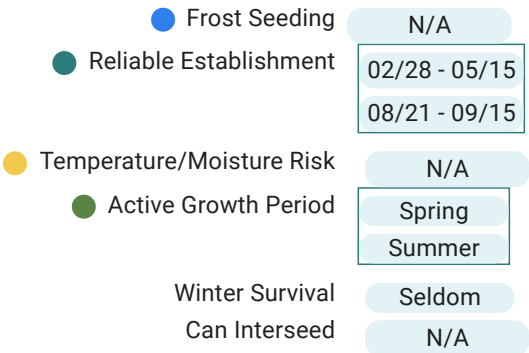 Frost Seeding N/A
Reliable Establishment 02/28 - 05/15
08/21 - 09/15
Temperature/Moisture Risk N/A
Active Growth Period Spring
Summer
Winter Survival Seldom
Can Interseed N/A